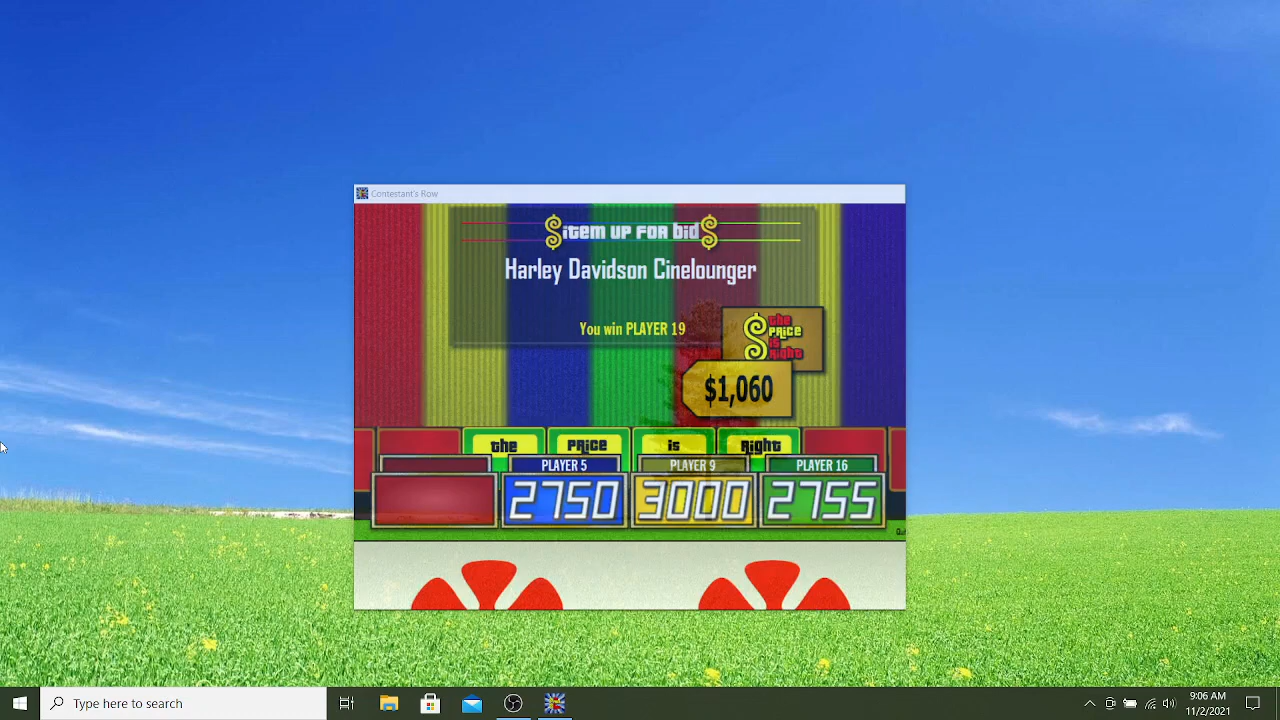 Contestant's Row
item up for bid
Harley Davidson Cinelounger
You win PLAYER 19
the
PRice
is
Right
$1,060
the PRice is Right
PLAYER 5 PLAYER 9 PLAYER 16
2750 3000 2755
Type here to search
9:06 AM
11/2/2021